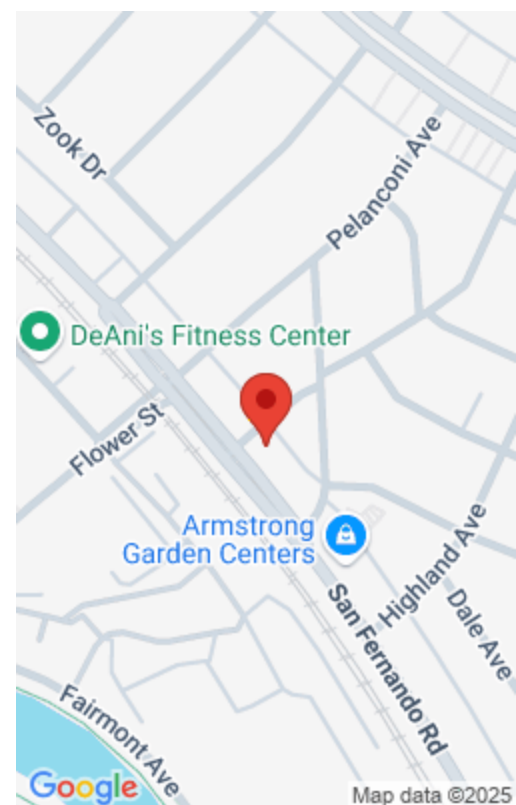 Zook Dr
Pelanconi Ave
DeAni's Fitness Center
Flower St
Armstrong
Garden Centers
Highland Ave
Dale Ave
San Fernando Rd
Fairmont Ave
Google
Map data ©2025